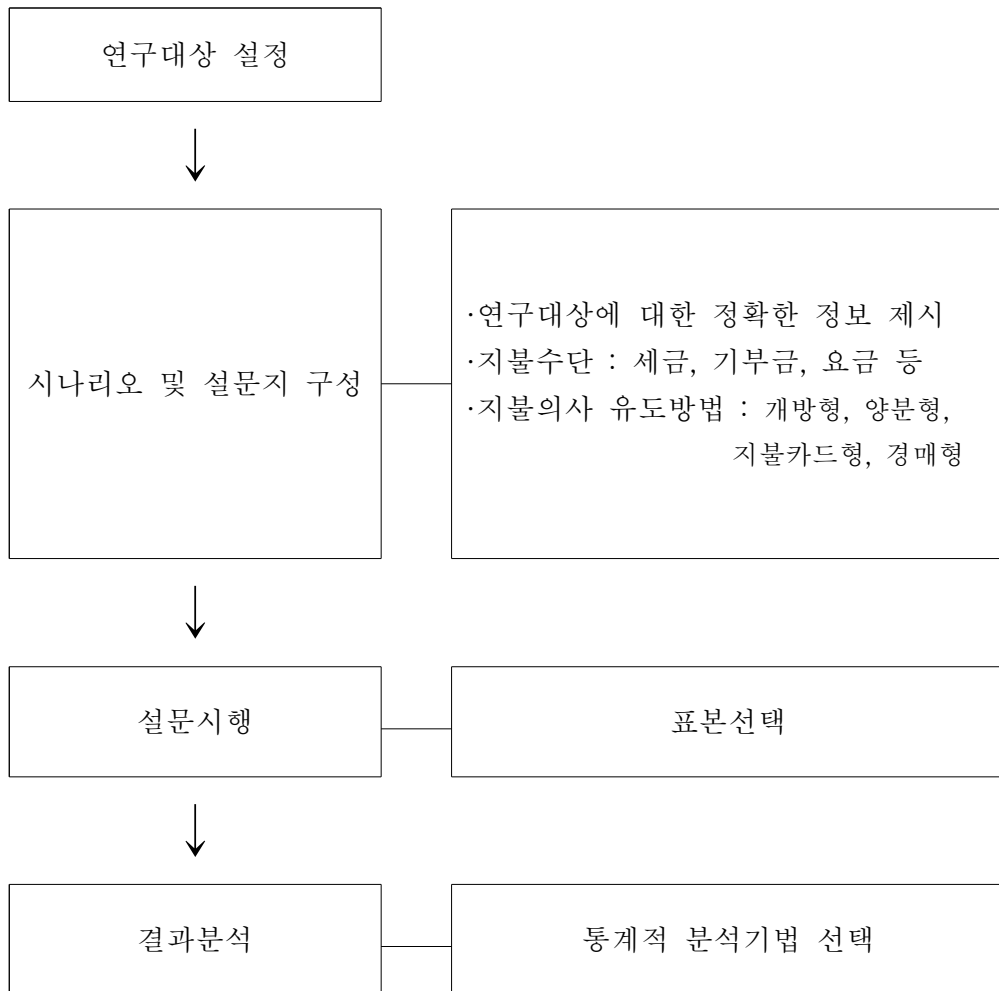 연구대상 설정
시나리오 및 설문지 구성
·연구대상에 대한 정확한 정보 제시
·지불수단 : 세금, 기부금, 요금 등
·지불의사 유도방법 : 개방형, 양분형,
지불카드형, 경매형
설문시행
표본선택
결과분석
통계적 분석기법 선택